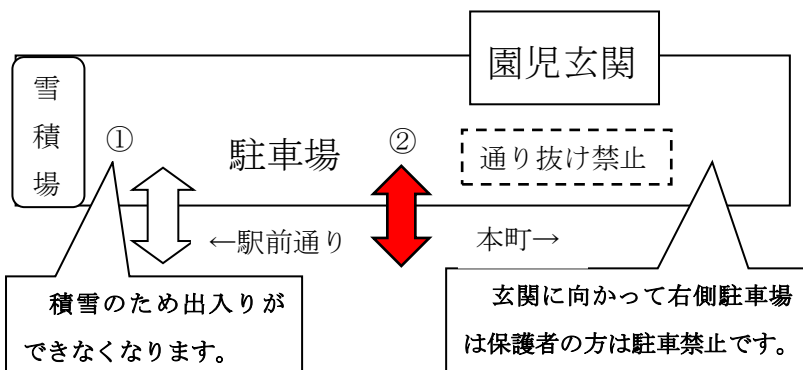 園児玄関
雪積場
①
駐車場
②
通り抜け禁止
←駅前通り
本町→
積雪のため出入りが
できなくなります。
玄関に向かって右側駐車場
は保護者の方は駐車禁止です。